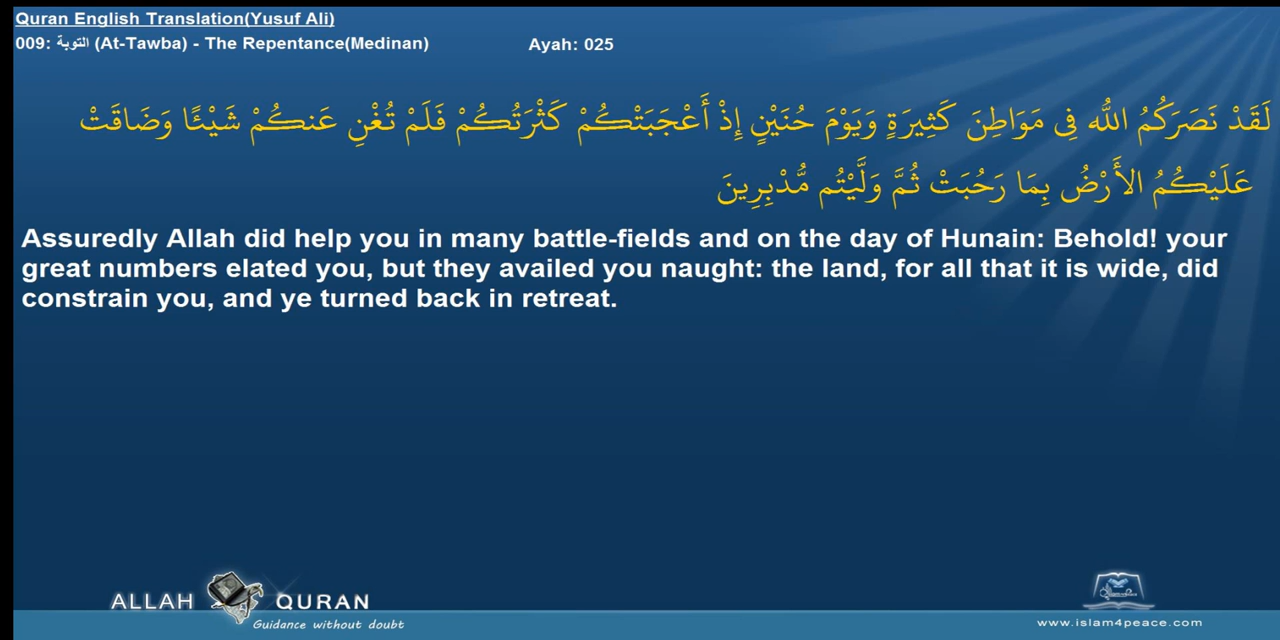 Quran English Translation(Yusuf Ali)
009: التوبة (At-Tawba) - The Repentance(Medinan) Ayah: 025
لَقَدْ نَصَرَكُمُ اللّهُ فِي مَوَاطِنَ كَثِيرَةٍ وَيَوْمَ حُنَيْنٍ إِذْ أَعْجَبَتْكُمْ كَثْرَتُكُمْ فَلَمْ تُغْنِ عَنكُمْ شَيْئًا وَضَاقَتْ
عَلَيْكُمُ الأَرْضُ بِمَا رَحُبَتْ ثُمَّ وَلَّيْتُم مُّدْبِرِينَ
Assuredly Allah did help you in many battle-fields and on the day of Hunain: Behold! your
great numbers elated you, but they availed you naught: the land, for all that it is wide, did
constrain you, and ye turned back in retreat.
ALLAH QURAN
Guidance without doubt
www.islam4peace.com